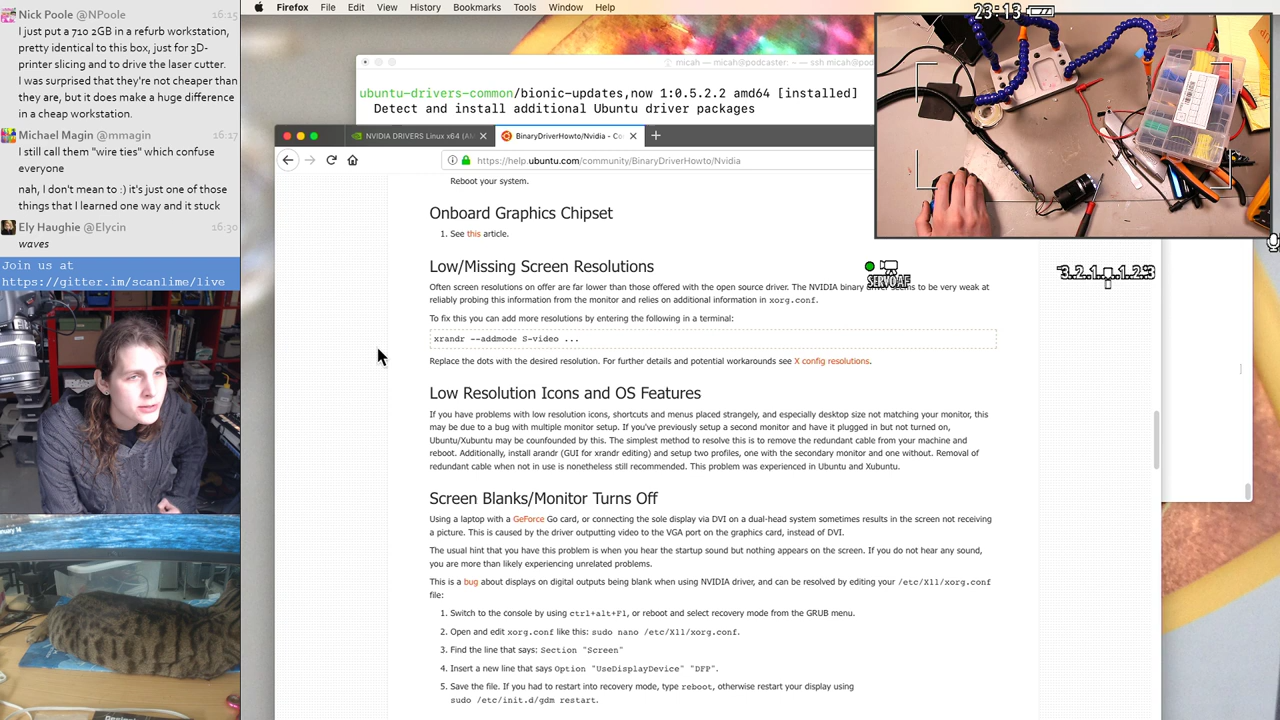 Nick Poole @NPoole 16:15
I just put a 710 2GB in a refurb workstation,
pretty identical to this box, just for 3D-
printer slicing and to drive the laser cutter.
I wonder that they're not cheaper than
they are, but it does make a huge difference
in a cheap workstation.
Michael Magin @mmagin 16:17
I still call them "wire ties" which confuse
everyone
nah, I don't mean to :) it's just one of those
things that I learned one way and it stuck
Ely Haughie @Elycin 16:30
waves
Join us at
https://gitter.im/scanlime/live
Firefox File Edit View History Bookmarks Tools Window Help
23:13
micah — micah@podcaster: ~ — ssh micah@podcaster
ubuntu-drivers-common/bionic-updates,now 1:0.5.2.2 amd64 [installed]
Detect and install additional Ubuntu driver packages
NVIDIA DRIVERS Linux x64 (AM
BinaryDriverHowto/Nvidia - Co
https://help.ubuntu.com/community/BinaryDriverHowto/Nvidia
Reboot your system.
Onboard Graphics Chipset
1. See this article.
Low/Missing Screen Resolutions
Often screen resolutions on offer are far lower than those offered with the open source driver. The NVIDIA binary driver seems to be very weak at
reliably probing this information from the monitor and relies on additional information in xorg.conf.
To fix this you can add more resolutions by entering the following in a terminal:
xrandr --addmode S-video ...
Replace the dots with the desired resolution. For further details and potential workarounds see X config resolutions.
SERVOAF
3.2.1.0.1.2.3
Low Resolution Icons and OS Features
If you have problems with low resolution icons, shortcuts and menus placed strangely, and especially desktop size not matching your monitor, this
may be due to a bug with multiple monitor setup. If you've previously setup a second monitor and have it plugged in but not turned on,
Ubuntu/Xubuntu may be counfounded by this. The simplest method to resolve this is to remove the redundant cable from your machine and
reboot. Additionally, install arandr (GUI for xrandr editing) and setup two profiles, one with the secondary monitor and one without. Removal of
redundant cable when not in use is nonetheless still recommended. This problem was experienced in Ubuntu and Xubuntu.
Screen Blanks/Monitor Turns Off
Using a laptop with a GeForce Go card, or connecting the sole display via DVI on a dual-head system sometimes results in the screen not receiving
a picture. This is caused by the driver outputting video to the VGA port on the graphics card, instead of DVI.
The usual hint that you have this problem is when you hear the startup sound but nothing appears on the screen. If you do not hear any sound,
you are more than likely experiencing unrelated problems.
This is a bug about displays on digital outputs being blank when using NVIDIA driver, and can be resolved by editing your /etc/X11/xorg.conf
file:
1. Switch to the console by using ctrl+alt+F1, or reboot and select recovery mode from the GRUB menu.
2. Open and edit xorg.conf like this: sudo nano /etc/X11/xorg.conf.
3. Find the line that says: Section "Screen"
4. Insert a new line that says Option "UseDisplayDevice" "DFP".
5. Save the file. If you had to restart into recovery mode, type reboot, otherwise restart your display using
sudo /etc/init.d/gdm restart.